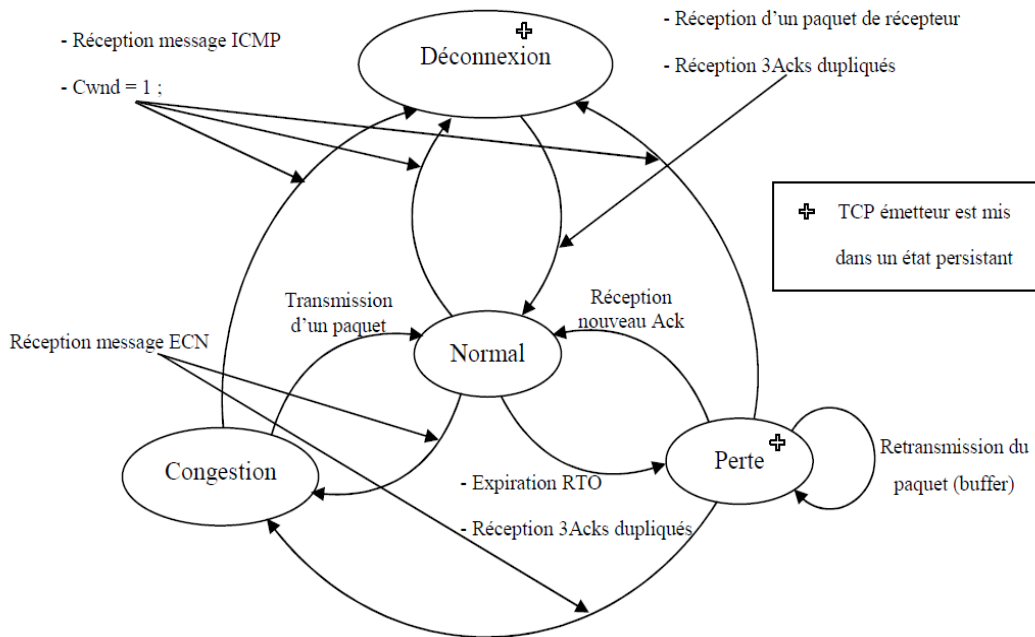 - Réception message ICMP
- Cwnd = 1 ;
Déconnexion
- Réception d'un paquet de récepteur
- Réception 3Acks dupliqués
TCP émetteur est mis
dans un état persistant
Transmission
d'un paquet
Réception
nouveau Ack
Réception message ECN
Normal
Congestion
Perte
- Expiration RTO
- Réception 3Acks dupliqués
Retransmission du
paquet (buffer)